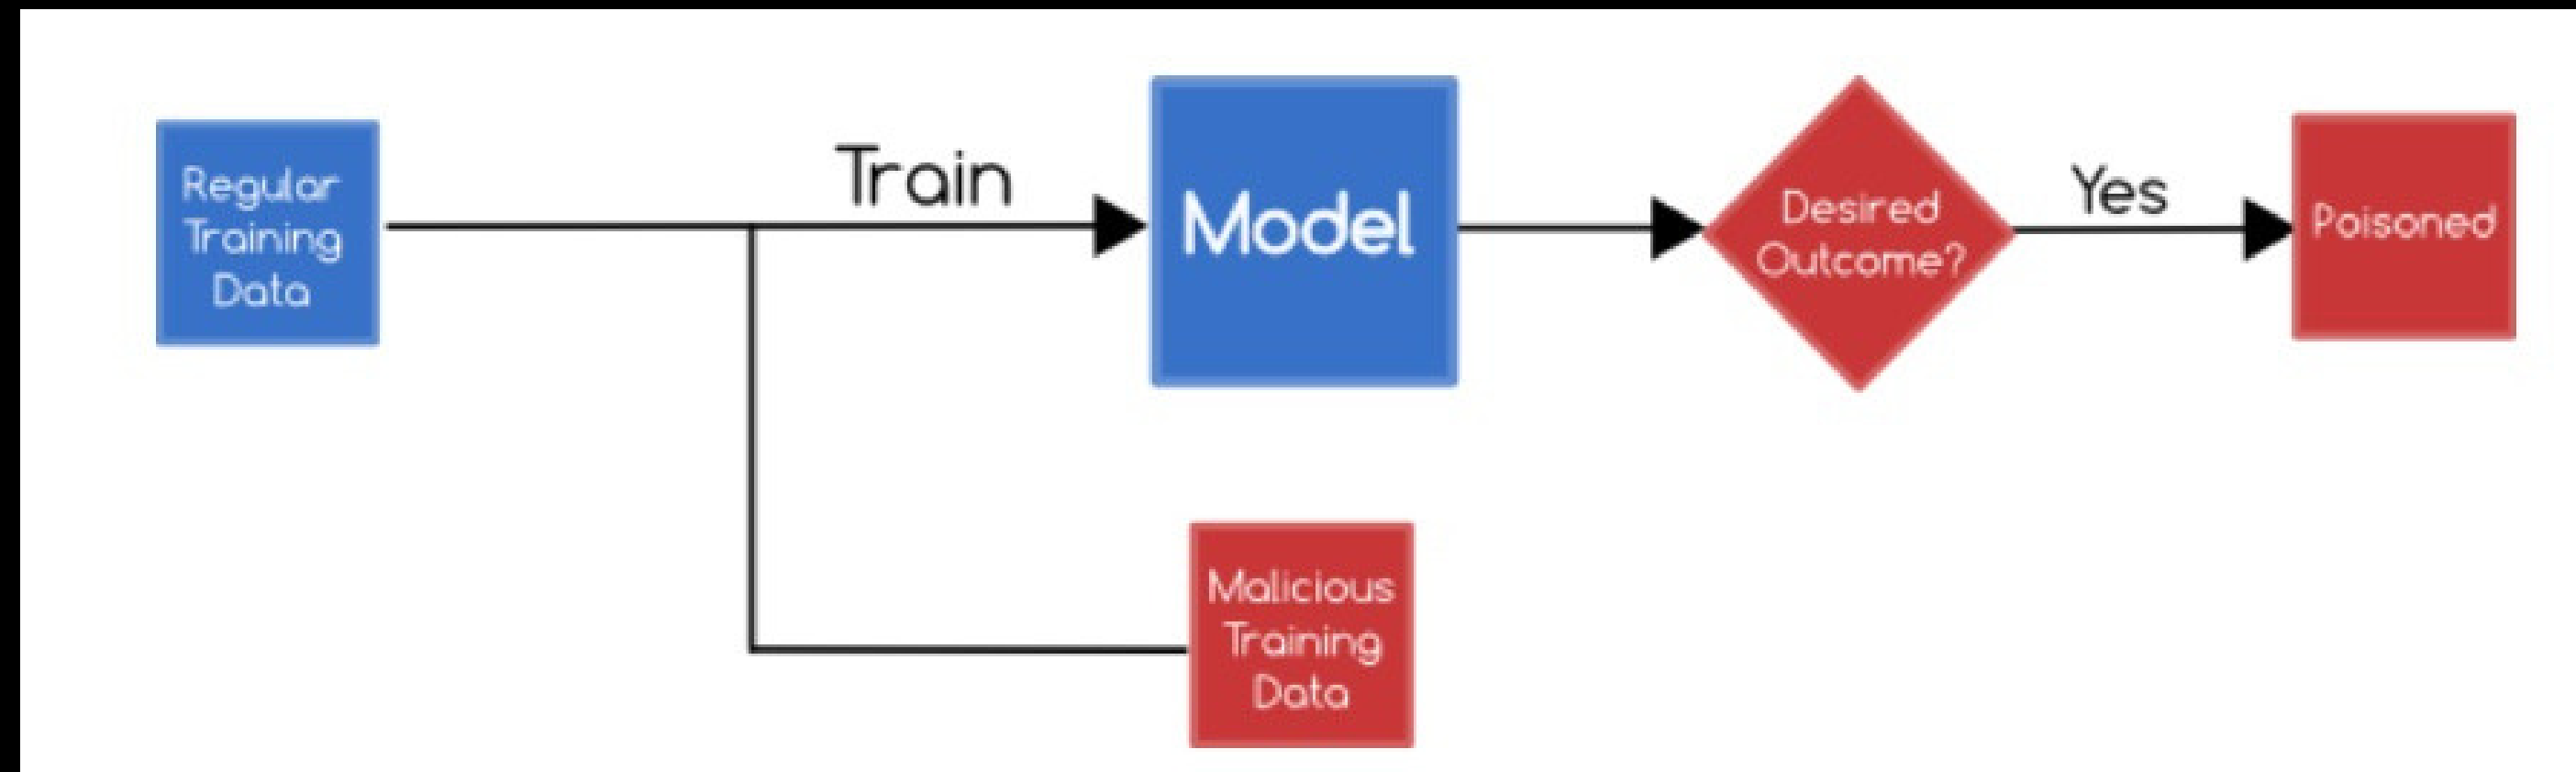 Regular
Training
Data
Train
Model
Desired
Outcome?
Yes
Poisoned
Malicious
Training
Data